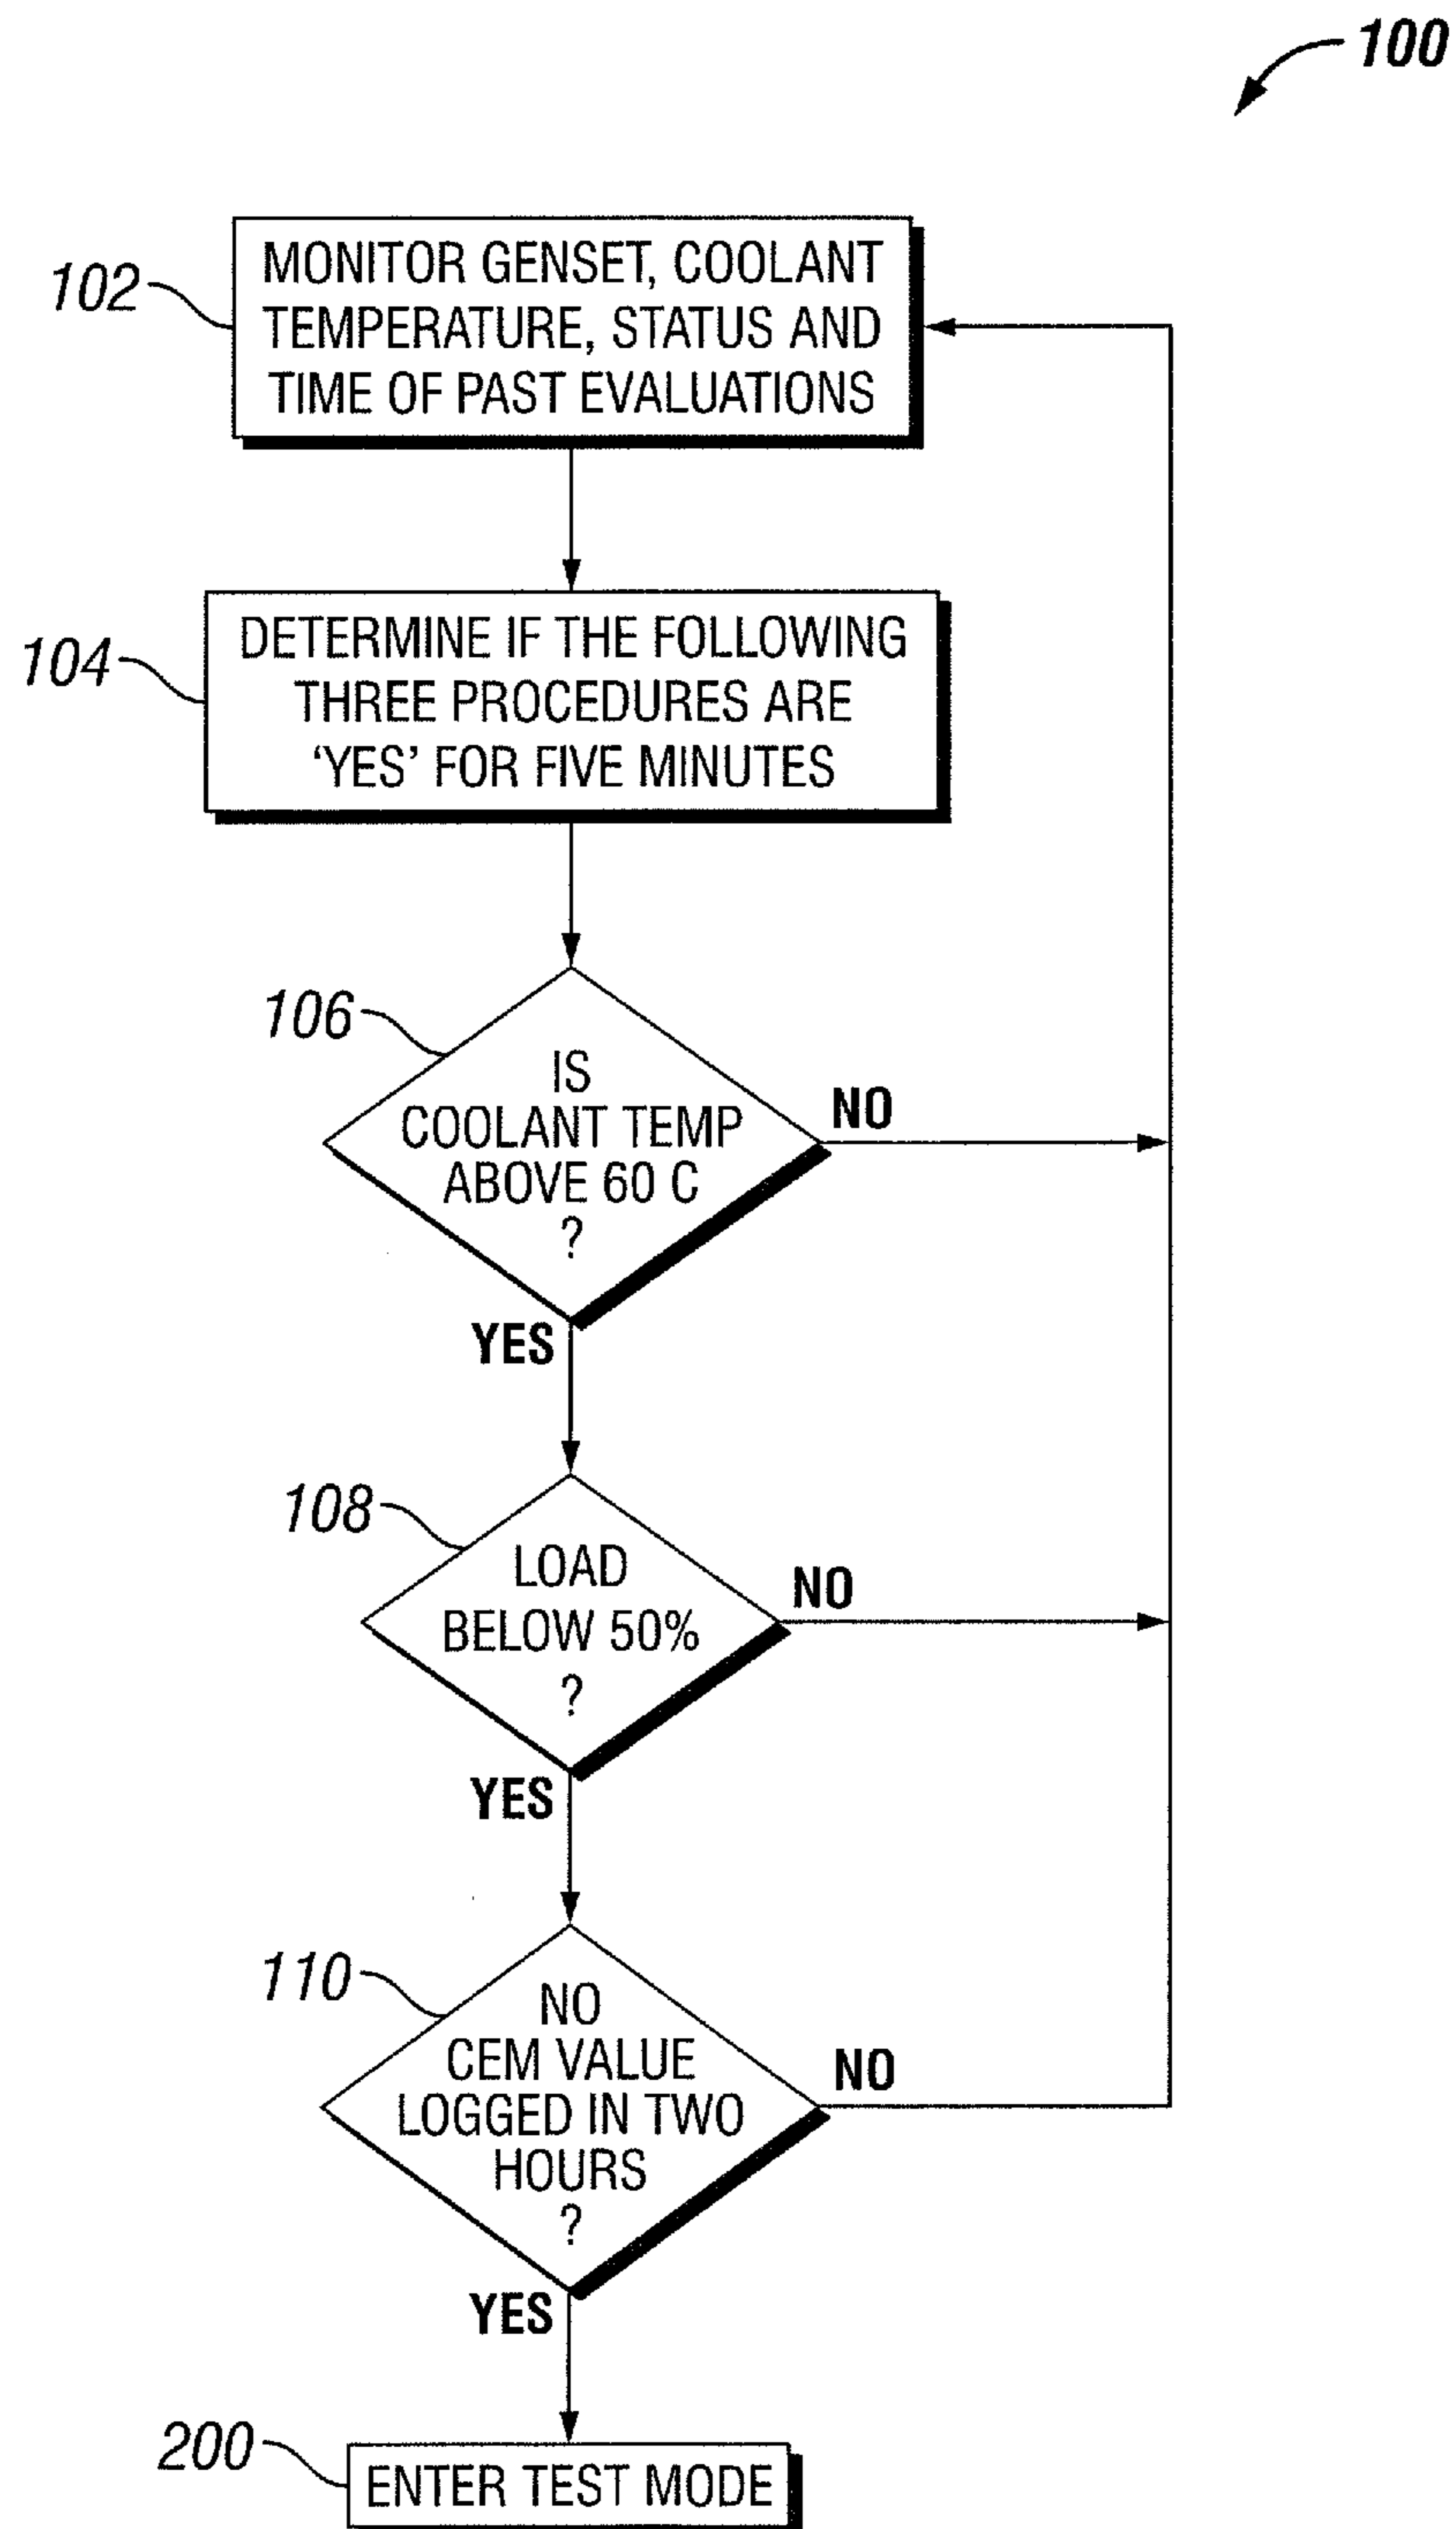 100
102
MONITOR GENSET, COOLANT
TEMPERATURE, STATUS AND
TIME OF PAST EVALUATIONS
104
DETERMINE IF THE FOLLOWING
THREE PROCEDURES ARE
‘YES’ FOR FIVE MINUTES
106
IS
COOLANT TEMP
ABOVE 60 C
?
NO
YES
108
LOAD
BELOW 50%
?
NO
YES
110
NO
CEM VALUE
LOGGED IN TWO
HOURS
?
NO
YES
200
ENTER TEST MODE